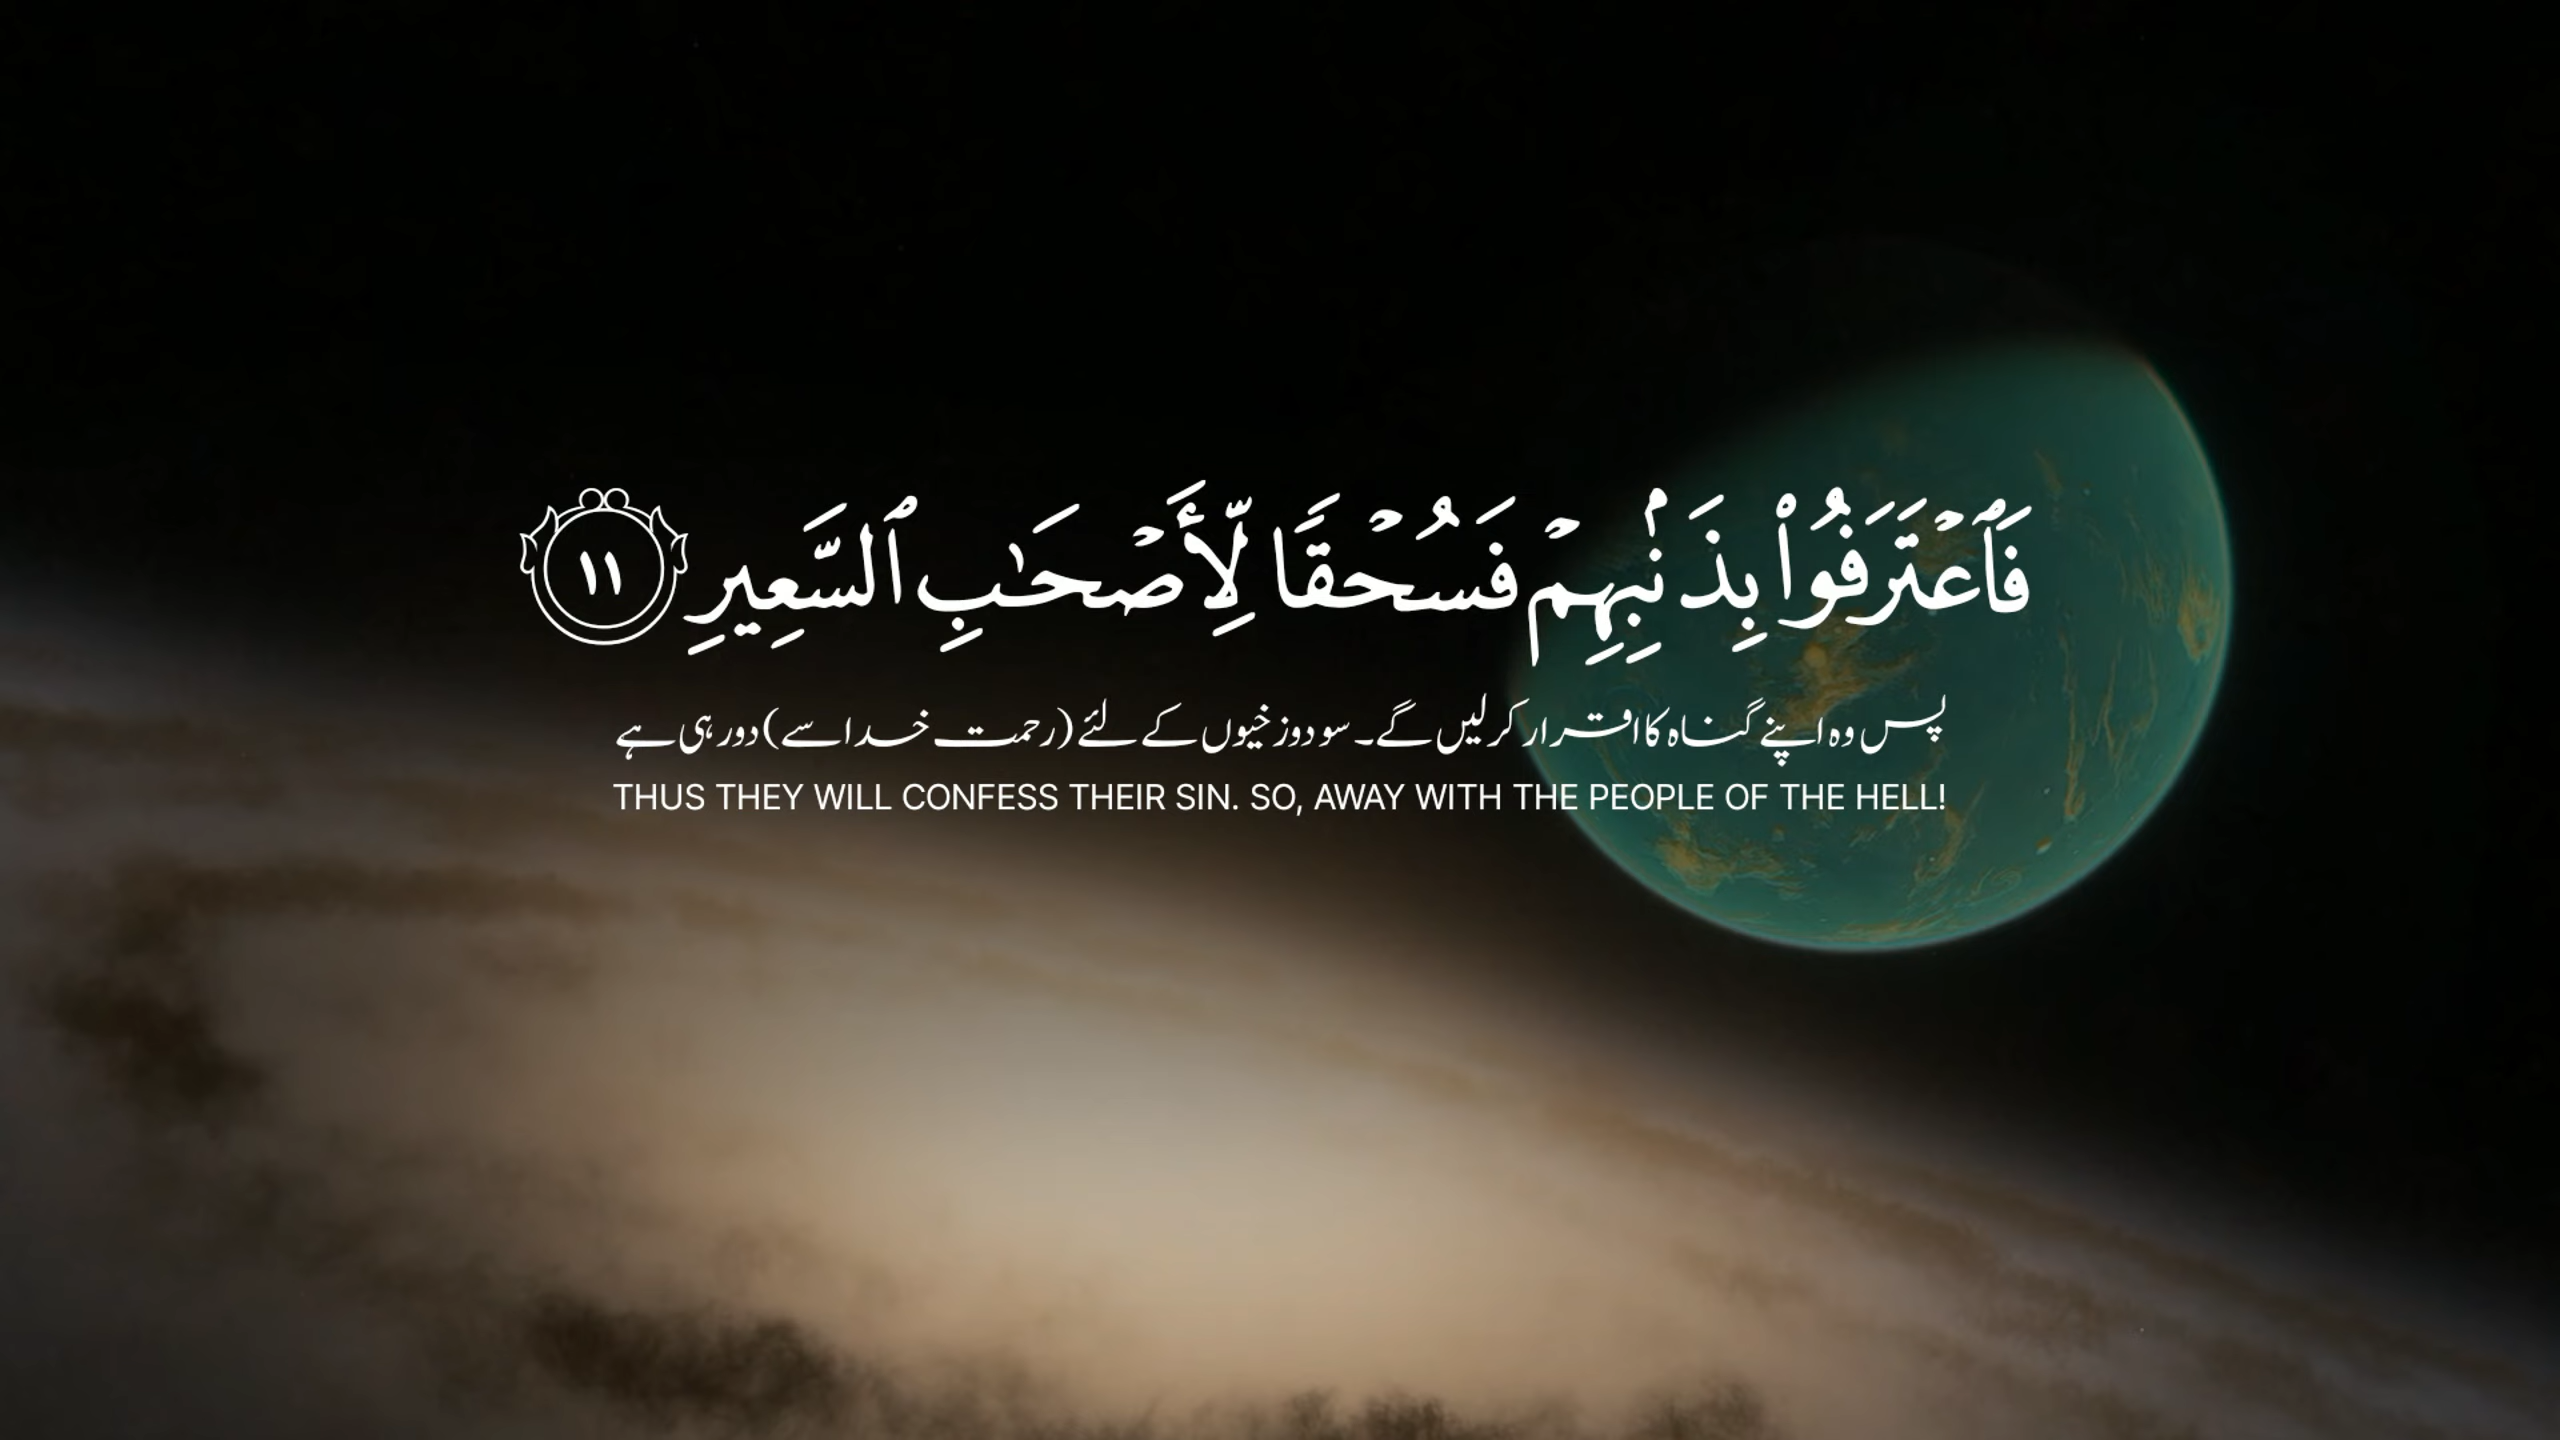 فَٱعۡتَرَفُواْ بِذَنۢبِهِمۡ فَسُحۡقٗا لِّأَصۡحَٰبِ ٱلسَّعِيرِ ١١
پس وہ اپنے گناہ کا اقرار کرلیں گے۔ سو دوزخیوں کے لئے (رحمت خدا سے) دور ہی ہے
THUS THEY WILL CONFESS THEIR SIN. SO, AWAY WITH THE PEOPLE OF THE HELL!